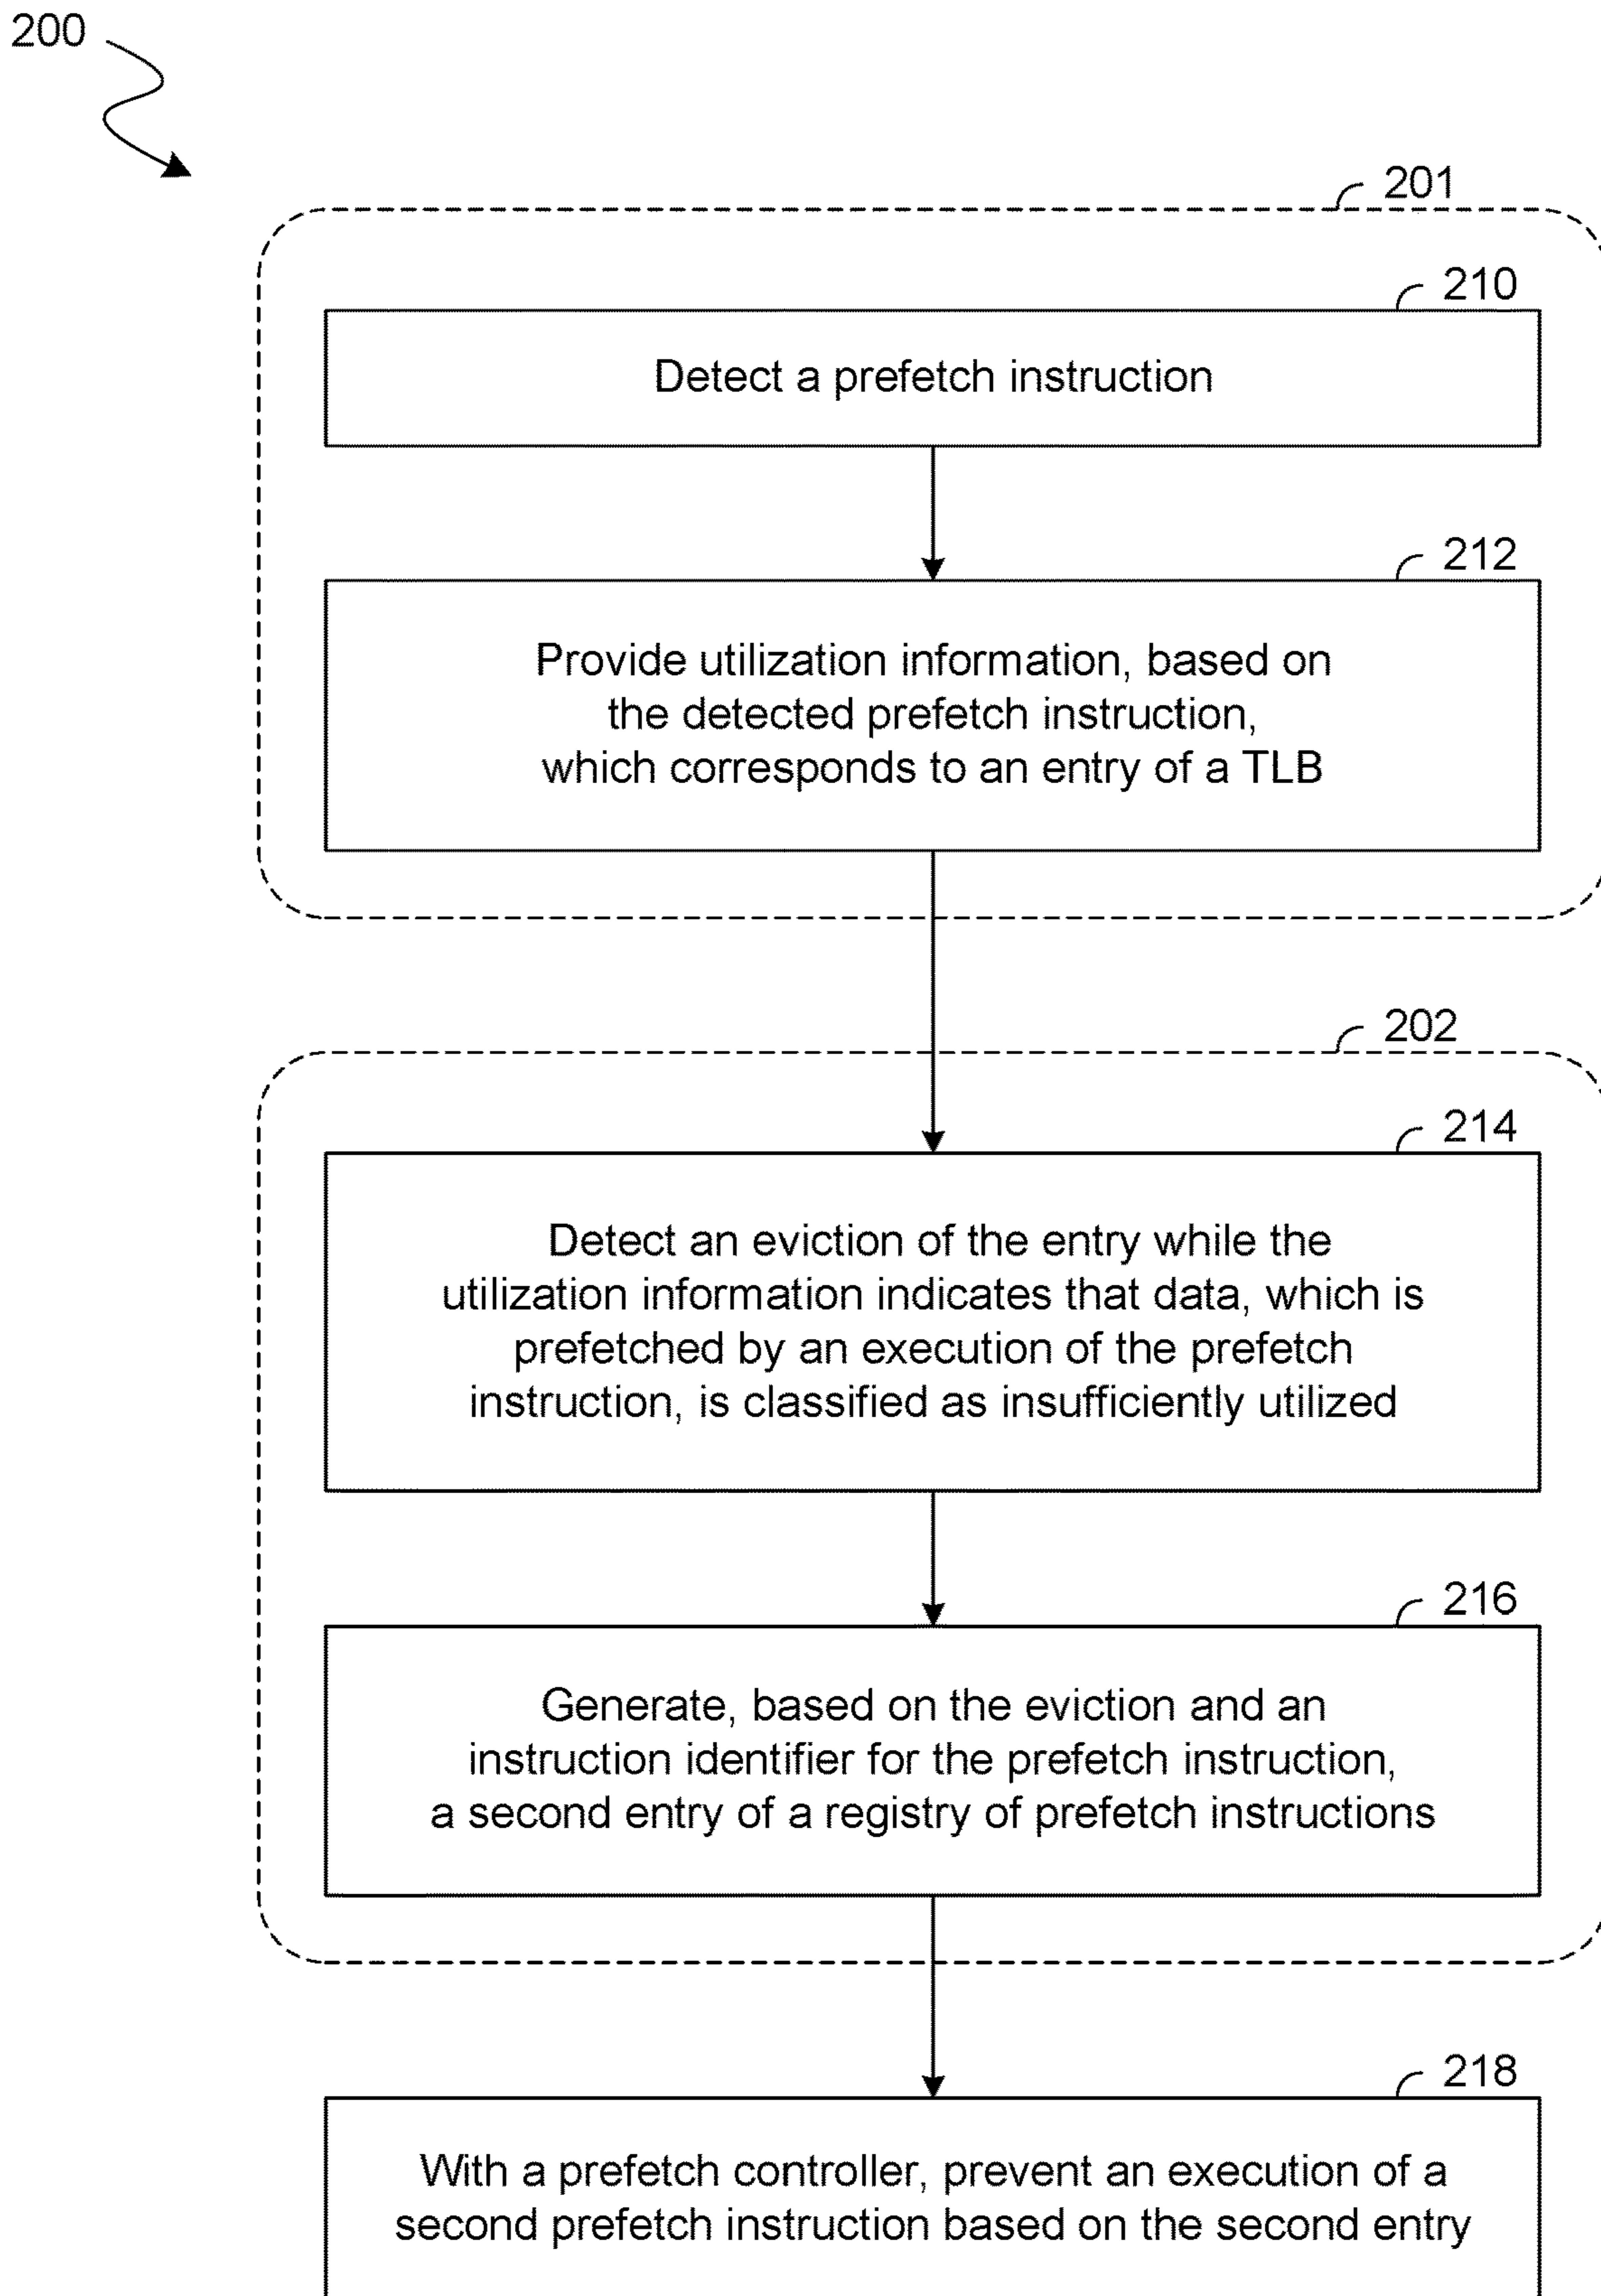 200
201
210
Detect a prefetch instruction
212
Provide utilization information, based on
the detected prefetch instruction,
which corresponds to an entry of a TLB
202
214
Detect an eviction of the entry while the
utilization information indicates that data, which is
prefetched by an execution of the prefetch
instruction, is classified as insufficiently utilized
216
Generate, based on the eviction and an
instruction identifier for the prefetch instruction,
a second entry of a registry of prefetch instructions
218
With a prefetch controller, prevent an execution of a
second prefetch instruction based on the second entry